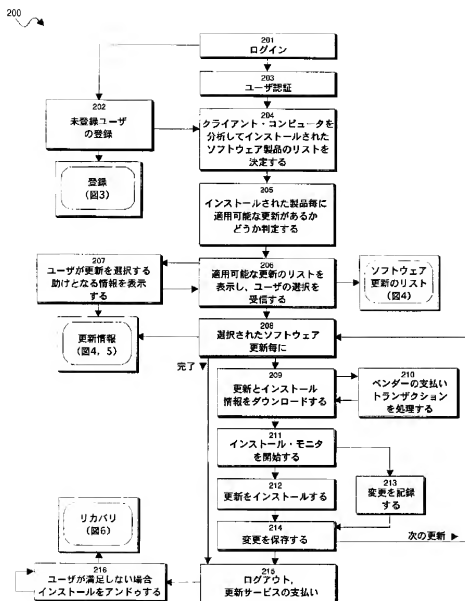 200
201
ログイン
203
ユーザ認証
202
未登録ユーザ
の登録
204
クライアント・コンピュータを
分析してインストールされた
ソフトウェア製品のリストを
決定する
登録
(図3)
205
インストールされた製品毎に
適用可能な更新があるか
どうか判定する
207
ユーザが更新を選択する
助けとなる情報を表示
する
206
適用可能な更新のリストを
表示し、ユーザの選択を
受信する
ソフトウェア
更新のリスト
(図4)
更新情報
(図4, 5)
208
選択されたソフトウェア
更新毎に
完了
209
更新とインストール
情報をダウンロードする
210
ベンダーの支払い
トランザクション
を処理する
211
インストール・モニタ
を開始する
212
更新をインストールする
213
変更を記録
する
リカバリ
(図6)
214
変更を保存する
次の更新
216
ユーザが満足しない場合
インストールをアンドゥする
215
ログアウト,
更新サービスの支払い